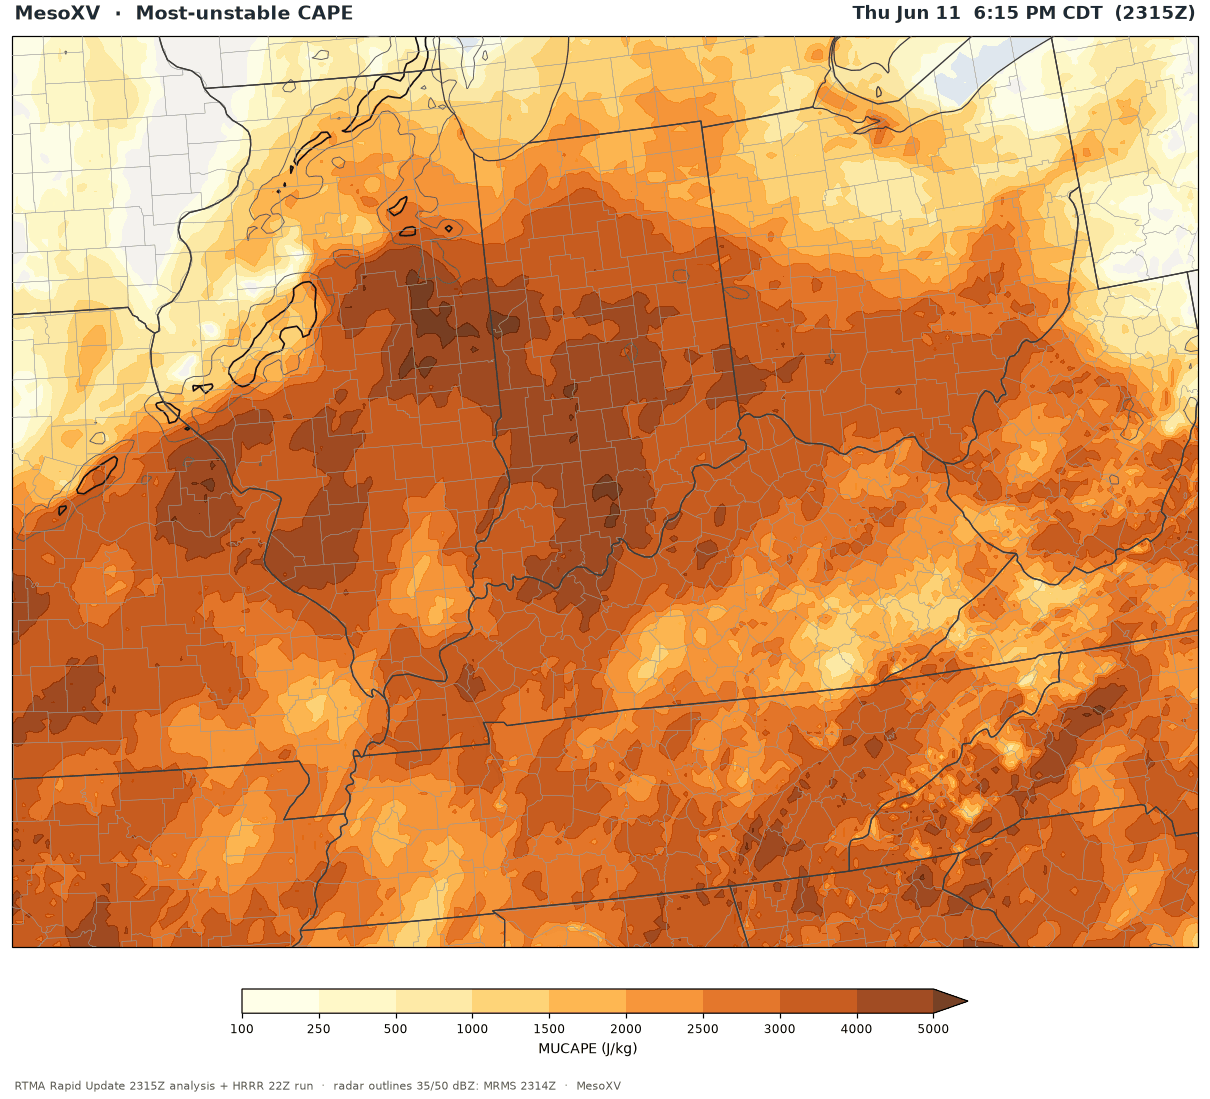 MesoXV · Most-unstable CAPE
Thu Jun 11 6:15 PM CDT (2315Z)
100 250 500 1000 1500 2000 2500 3000 4000 5000
MUCAPE (J/kg)
RTMA Rapid Update 2315Z analysis + HRRR 22Z run · radar outlines 35/50 dBZ: MRMS 2314Z · MesoXV